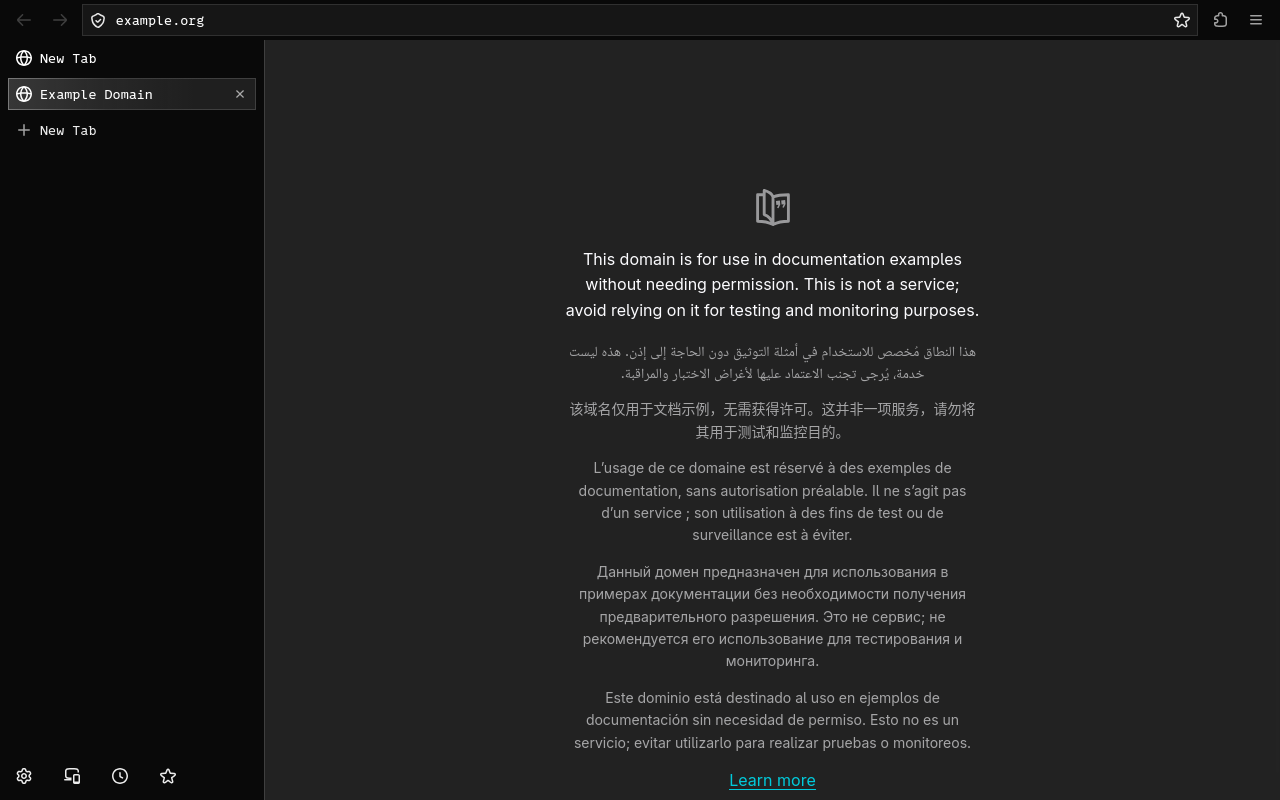 example.org
New Tab
Example Domain
New Tab
This domain is for use in documentation examples
without needing permission. This is not a service;
avoid relying on it for testing and monitoring purposes.
هذا النطاق مُخصص للاستخدام في أمثلة التوثيق دون الحاجة إلى إذن. هذه ليست
خدمة، يُرجى تجنب الاعتماد عليها لأغراض الاختبار والمراقبة.
该域名仅用于文档示例，无需获得许可。这并非一项服务，请勿将
其用于测试和监控目的。
L’usage de ce domaine est réservé à des exemples de
documentation, sans autorisation préalable. Il ne s’agit pas
d’un service ; son utilisation à des fins de test ou de
surveillance est à éviter.
Данный домен предназначен для использования в
примерах документации без необходимости получения
предварительного разрешения. Это не сервис; не
рекомендуется его использование для тестирования и
мониторинга.
Este dominio está destinado al uso en ejemplos de
documentación sin necesidad de permiso. Esto no es un
servicio; evitar utilizarlo para realizar pruebas o monitoreos.
Learn more